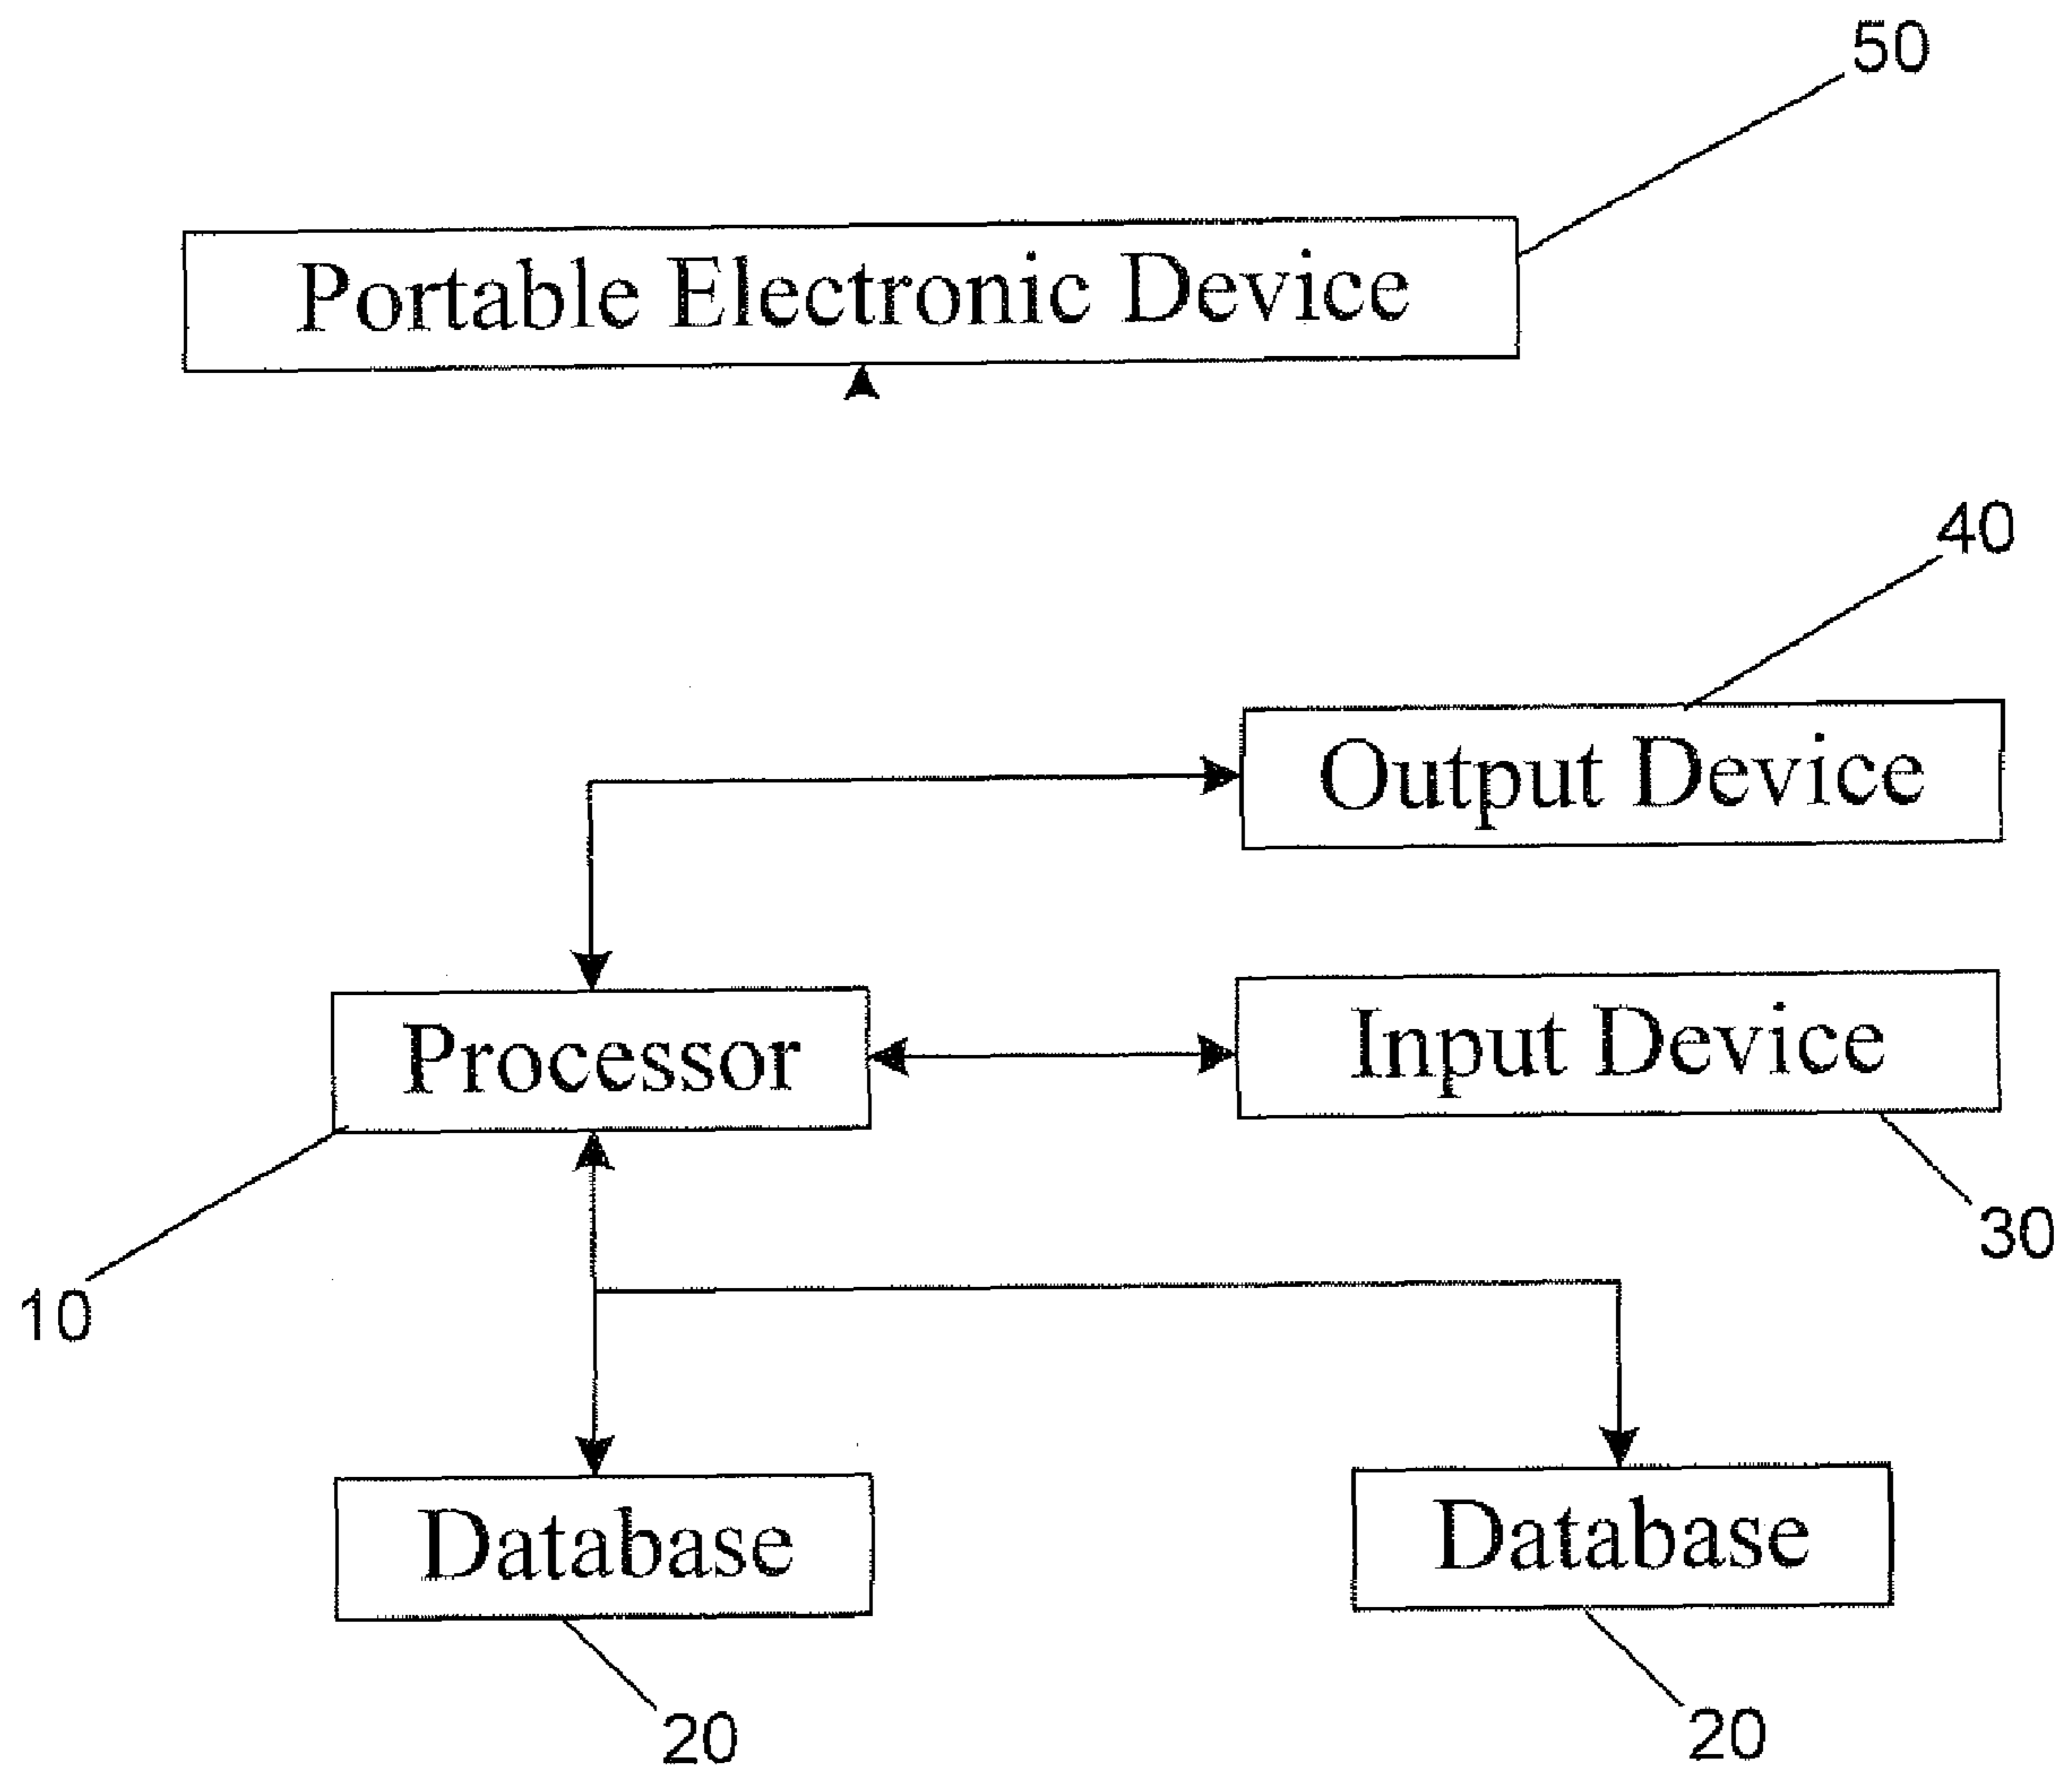 50
Portable Electronic Device
40
Output Device
Processor
Input Device
30
10
Database
Database
20
20